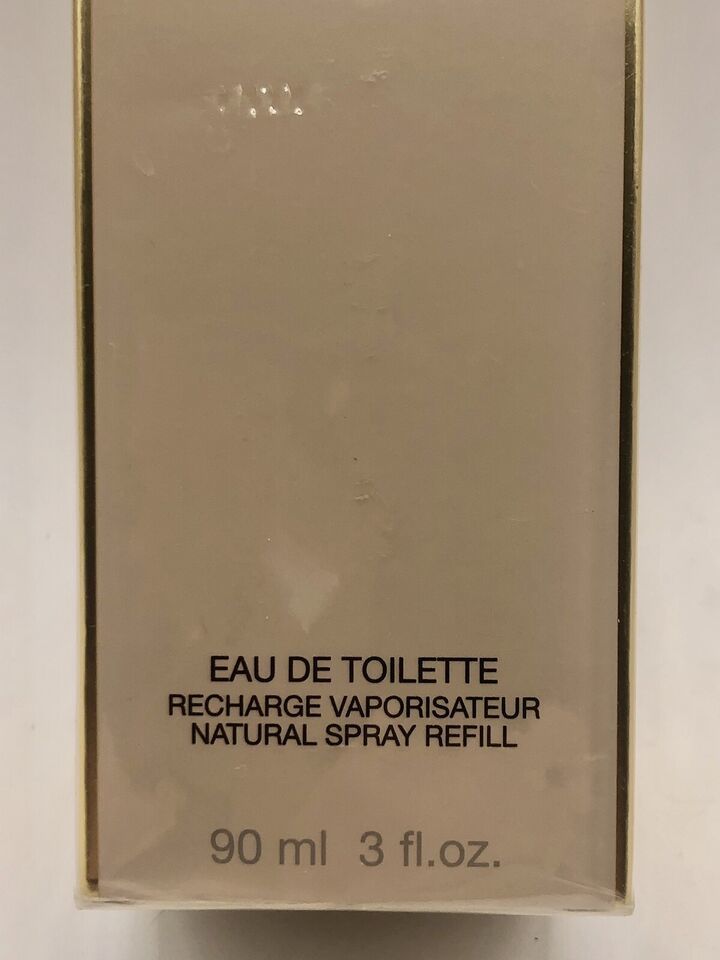 EAU DE TOILETTE
RECHARGE VAPORISATEUR
NATURAL SPRAY REFILL
90 ml 3 fl.oz.